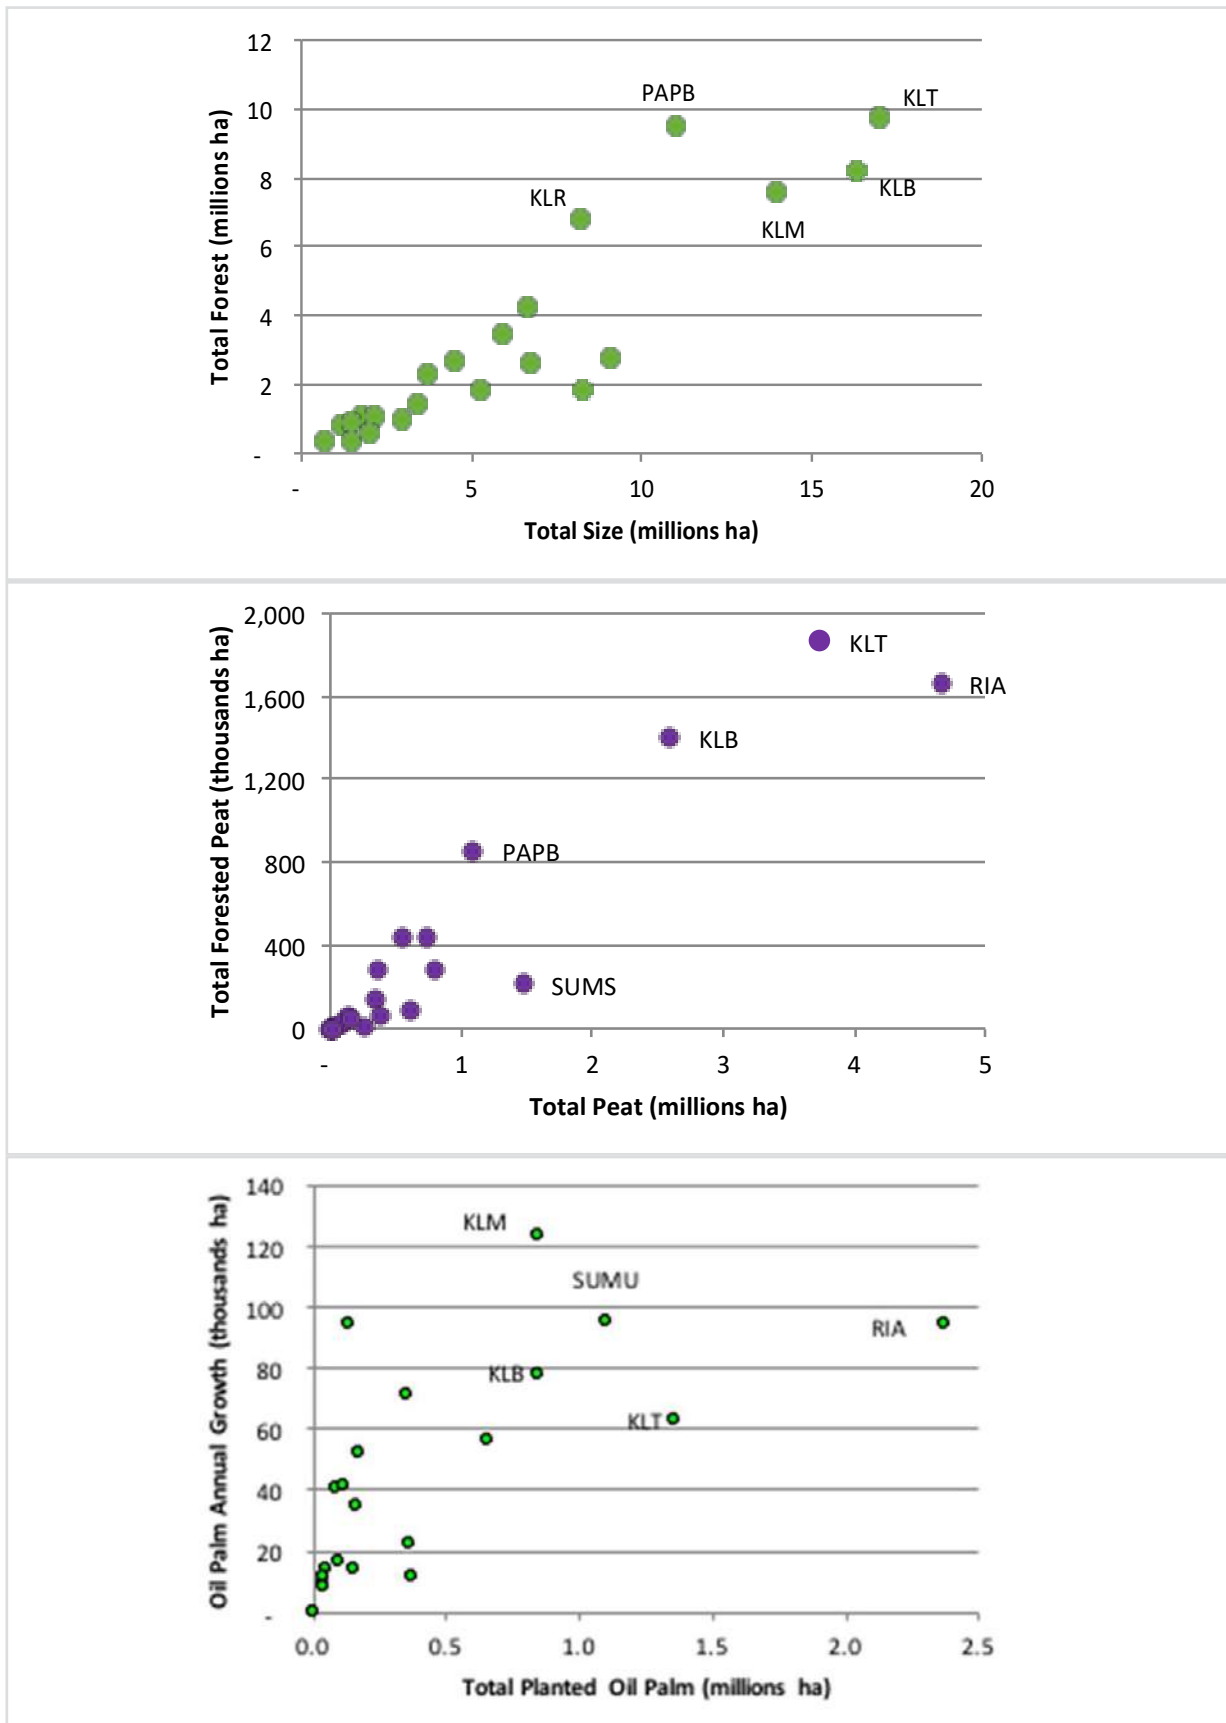 12
10
8
6
4
2
-
Total Forest (millions ha)
PAPB
KLT
KLR
KLB
KLM
- 5 10 15 20
Total Size (millions ha)
2,000
1,600
1,200
800
400
0
Total Forested Peat (thousands ha)
KLT
RIA
KLB
PAPB
SUMS
- 1 2 3 4 5
Total Peat (millions ha)
140
120
100
80
60
40
20
-
Oil Palm Annual Growth (thousands ha)
KLM
SUMU
RIA
KLB
KLT
0.0 0.5 1.0 1.5 2.0 2.5
Total Planted Oil Palm (millions ha)